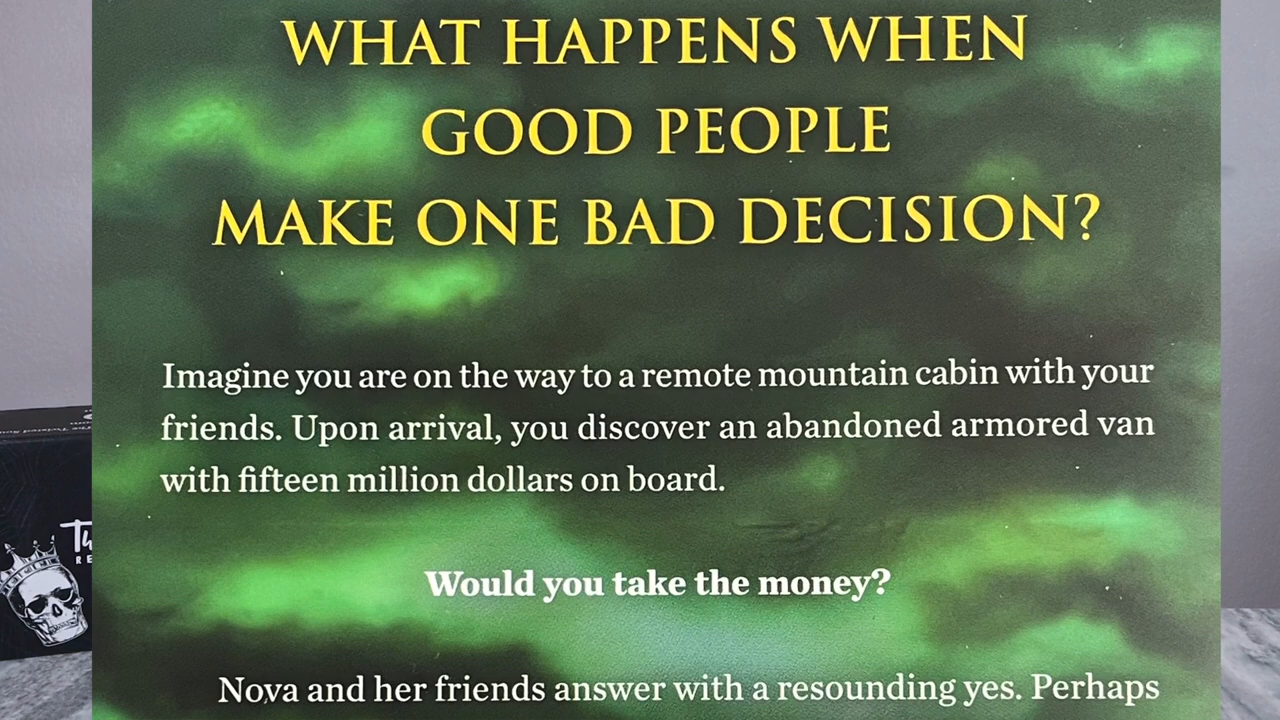 WHAT HAPPENS WHEN
GOOD PEOPLE
MAKE ONE BAD DECISION?
Imagine you are on the way to a remote mountain cabin with your
friends. Upon arrival, you discover an abandoned armored van
with fifteen million dollars on board.
Would you take the money?
Nova and her friends answer with a resounding yes. Perhaps